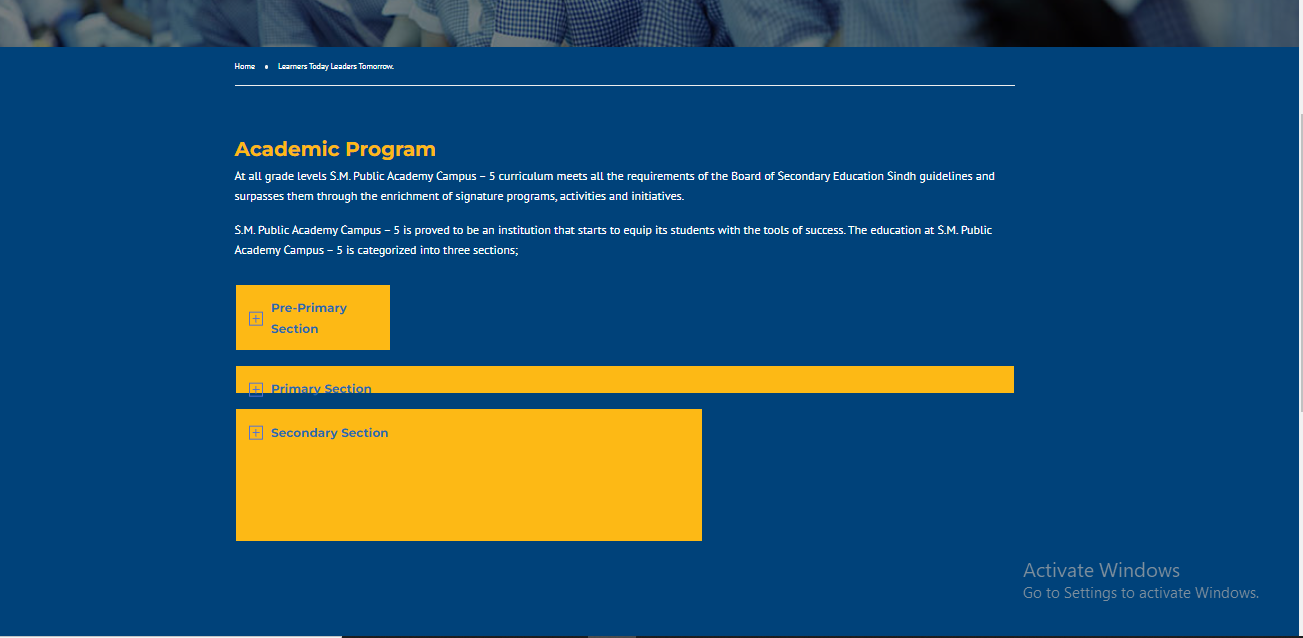 Home • Learners Today Leaders Tomorrow.
Academic Program
At all grade levels S.M. Public Academy Campus – 5 curriculum meets all the requirements of the Board of Secondary Education Sindh guidelines and
surpasses them through the enrichment of signature programs, activities and initiatives.
S.M. Public Academy Campus – 5 is proved to be an institution that starts to equip its students with the tools of success. The education at S.M. Public
Academy Campus – 5 is categorized into three sections;
Pre-Primary
Section
Primary Section
Secondary Section
Activate Windows
Go to Settings to activate Windows.